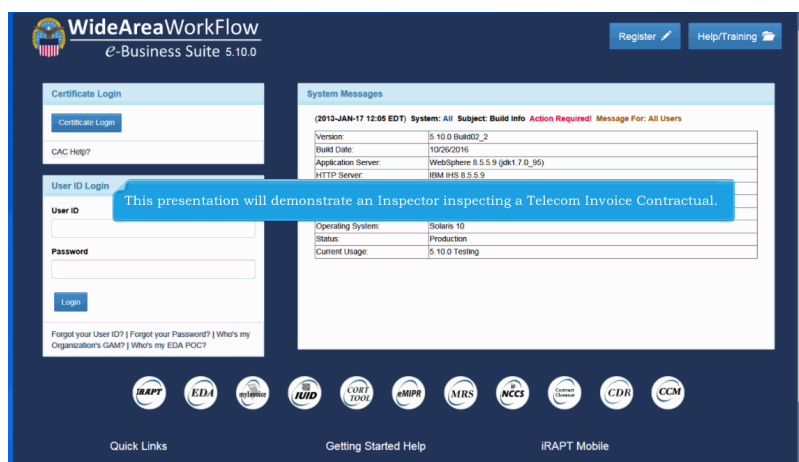 WideAreaWorkFlow
e-Business Suite 5.10.0
Register
Help/Training
Certificate Login
Certificate Login
CAC Help?
User ID Login
User ID
Password
Login
Forgot your User ID? | Forgot your Password? | Who's my
Organization's GAM? | Who's my EDA POC?
System Messages
(2013-JAN-17 12:05 EDT) System: All Subject: Build Info Action Required! Message For: All Users
Version: 5.10.0 Build02_2
Build Date: 10/26/2016
Application Server: WebSphere 8.5.5.9 (jdk1.7.0_95)
HTTP Server: IBM IHS 8.5.5.9
This presentation will demonstrate an Inspector inspecting a Telecom Invoice Contractual.
Operating System: Solaris 10
Status: Production
Current Usage: 5.10.0 Testing
iRAPT
EDA
myInvoice
IUID
CORT TOOL
eMIPR
MRS
NCCS
Contract Closeout
CDR
CCM
Quick Links
Getting Started Help
iRAPT Mobile